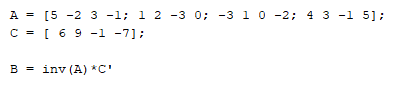 A = [5 -2 3 -1; 1 2 -3 0; -3 1 0 -2; 4 3 -1 5];
C = [ 6 9 -1 -7];
B = inv(A)*C'